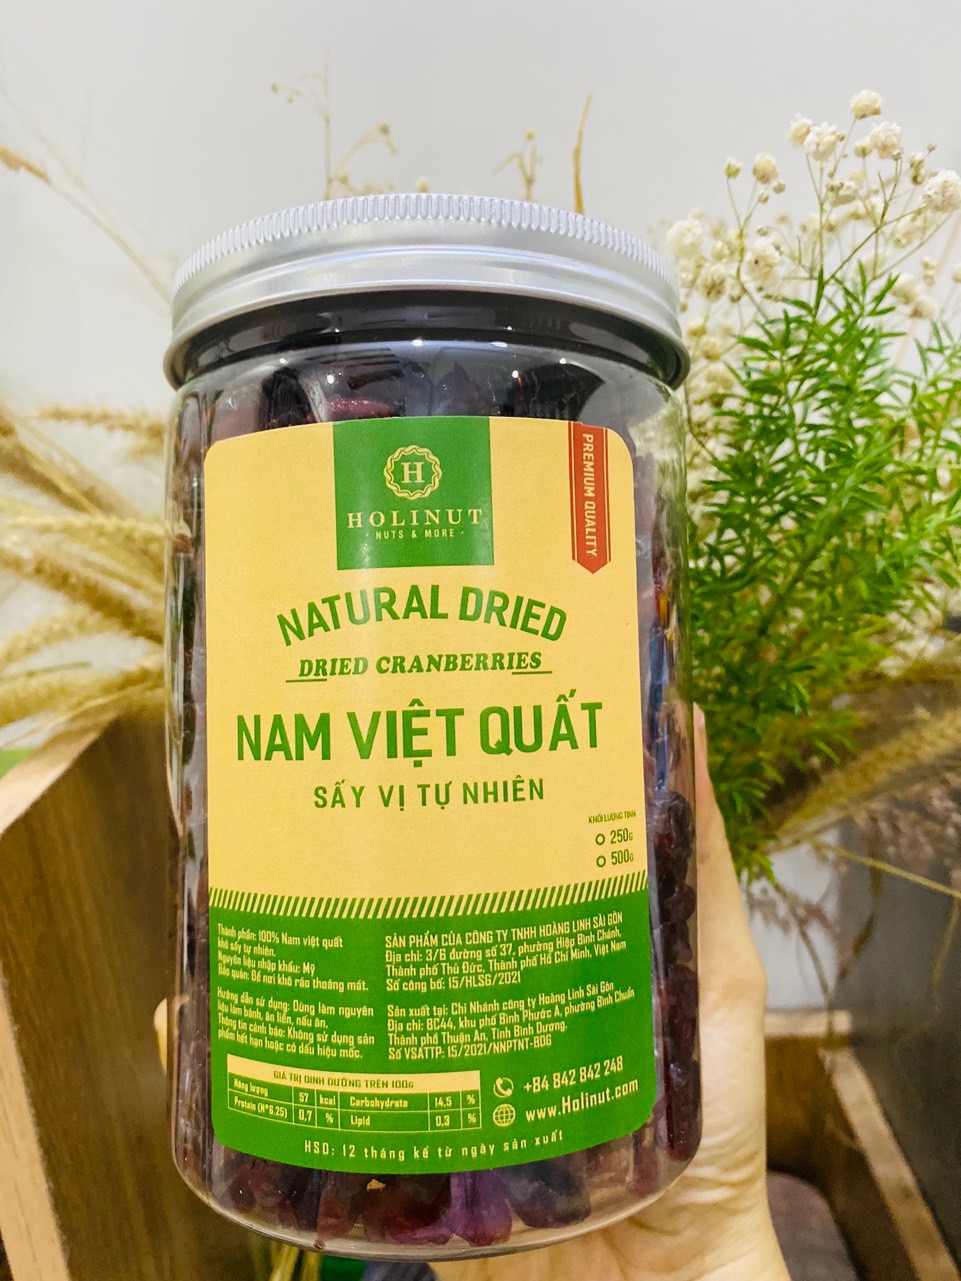 H
HOLINUT
- NUTS & MORE -
PREMIUM QUALITY
NATURAL DRIED
DRIED CRANBERRIES
NAM VIỆT QUẤT
SẤY VỊ TỰ NHIÊN
KHỐI LƯỢNG TỊNH
250G
500G
Thành phần: 100% Nam việt quất
khô sấy tự nhiên.
Nguyên liệu nhập khẩu: Mỹ
Bảo quản: Để nơi khô ráo thoáng mát.
Hướng dẫn sử dụng: Dùng làm nguyên
liệu làm bánh, ăn liền, nấu ăn.
Thông tin cảnh báo: Không sử dụng sản
phẩm hết hạn hoặc có dấu hiệu mốc.
SẢN PHẨM CỦA CÔNG TY TNHH HOÀNG LINH SÀI GÒN
Địa chỉ: 3/6 đường số 37, phường Hiệp Bình Chánh,
Thành phố Thủ Đức, Thành phố Hồ Chí Minh, Việt Nam
Số công bố: 15/HLSG/2021
Sản xuất tại: Chi Nhánh công ty Hoàng Linh Sài Gòn
Địa chỉ: BC44, khu phố Bình Phước A, phường Bình Chuẩn
Thành phố Thuận An, Tỉnh Bình Dương.
Số VSATTP: 15/2021/NNPTNT-BDG
GIÁ TRỊ DINH DƯỠNG TRÊN 100G
Năng lượng 57 kcal Carbohydrate 14,5 %
Protein (N*6.25) 0,7 % Lipid 0,3 %
+84 842 842 248
www.Holinut.com
HSD: 12 tháng kể từ ngày sản xuất